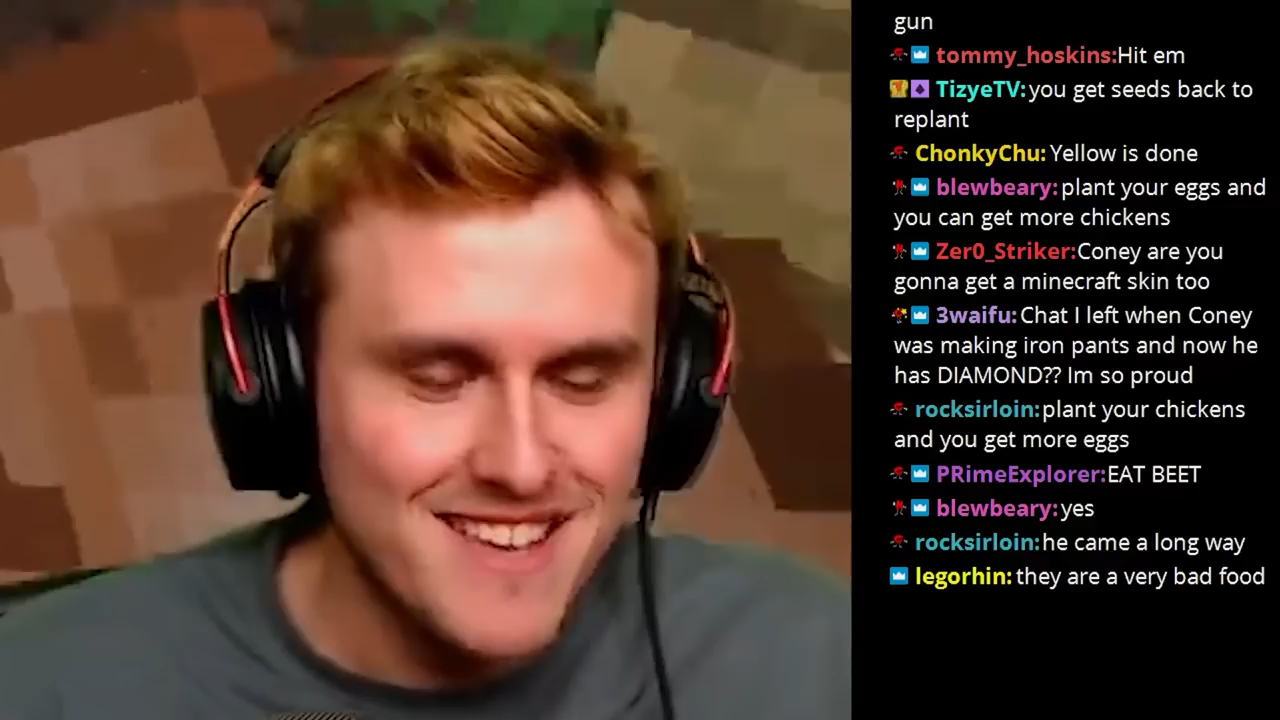 gun
tommy_hoskins:Hit em
TizyeTV:you get seeds back to
replant
ChonkyChu:Yellow is done
blewbeary:plant your eggs and
you can get more chickens
Zer0_Striker:Coney are you
gonna get a minecraft skin too
3waifu:Chat I left when Coney
was making iron pants and now he
has DIAMOND?? Im so proud
rocksirloin:plant your chickens
and you get more eggs
PRimeExplorer:EAT BEET
blewbeary:yes
rocksirloin:he came a long way
legorhin:they are a very bad food